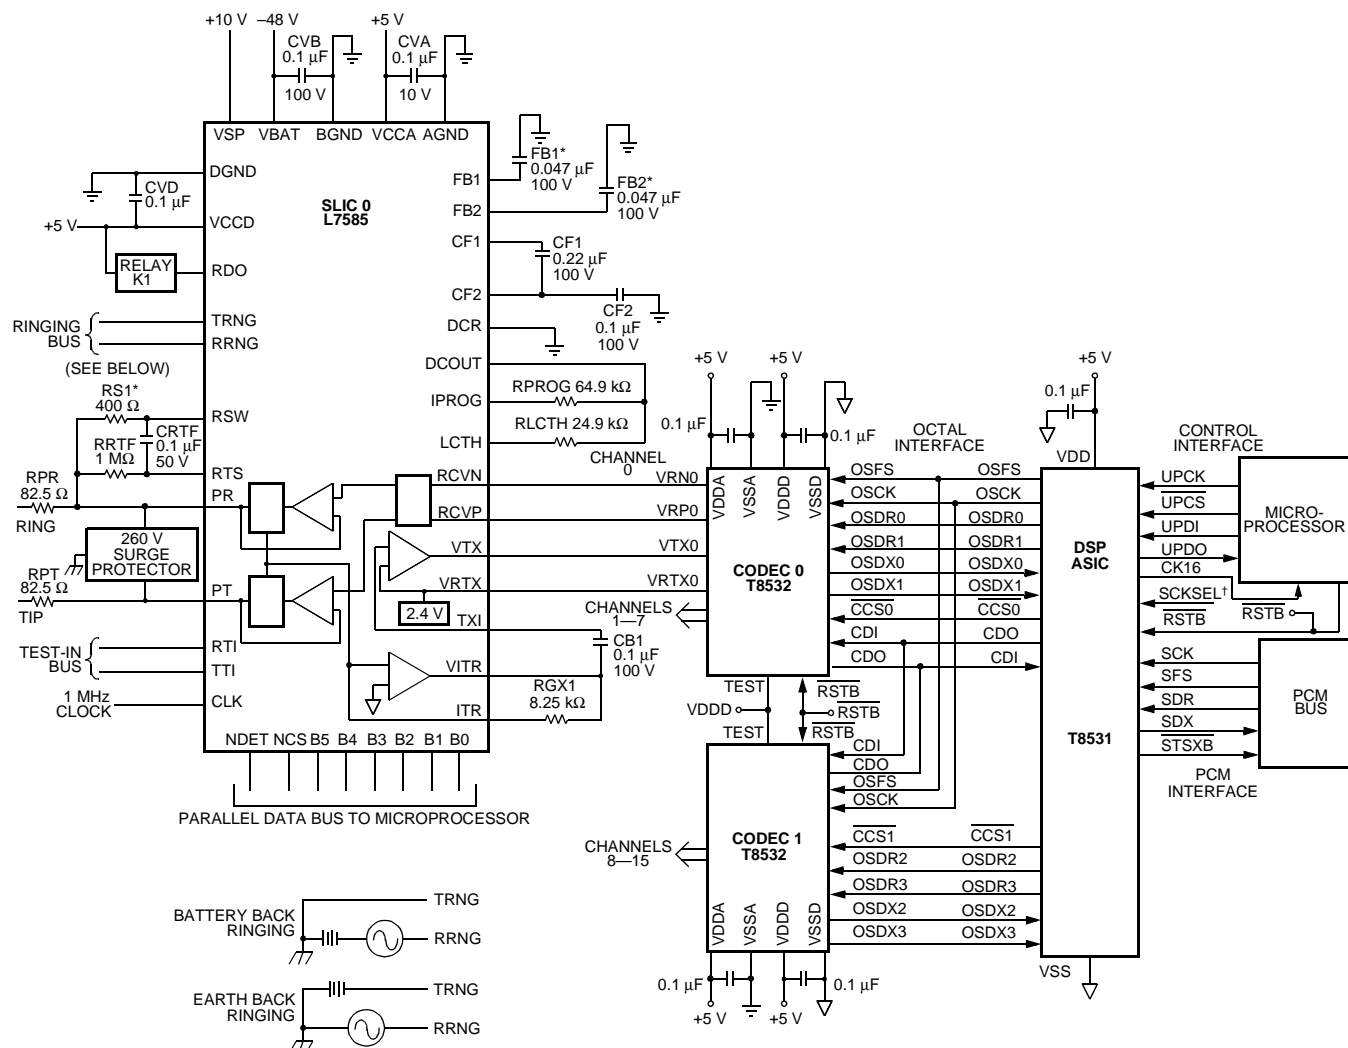 +10 V
–48 V
+5 V
CVB
0.1 µF
100 V
CVA
0.1 µF
10 V
VSP
VBAT
BGND
VCCA
AGND
DGND
CVD
0.1 µF
+5 V
VCCD
RELAY
K1
RDO
SLIC 0
L7585
FB1
FB1*
0.047 µF
100 V
FB2
FB2*
0.047 µF
100 V
CF1
CF1
0.22 µF
100 V
CF2
CF2
0.1 µF
100 V
DCR
DCOUT
RPROG 64.9 kΩ
IPROG
RLCTH 24.9 kΩ
LCTH
CHANNEL
0
RINGING
BUS
TRNG
RRNG
(SEE BELOW)
RS1*
400 Ω
RSW
CRTF
0.1 µF
50 V
RRTF
1 MΩ
RTS
RPR
82.5 Ω
RING
PR
260 V
SURGE
PROTECTOR
RPT
82.5 Ω
TIP
PT
RCVN
RCVP
VTX
VRTX
2.4 V
TXI
CB1
0.1 µF
100 V
VITR
RGX1
8.25 kΩ
ITR
TEST-IN
BUS
RTI
TTI
1 MHz
CLOCK
CLK
NDET
NCS
B5
B4
B3
B2
B1
B0
PARALLEL DATA BUS TO MICROPROCESSOR
BATTERY BACK
RINGING
TRNG
RRNG
EARTH BACK
RINGING
TRNG
RRNG
+5 V
+5 V
0.1 µF
0.1 µF
VRN0
VRP0
VTX0
VRTX0
CHANNELS
1—7
VDDA
VSSA
VDDD
VSSD
CODEC 0
T8532
OCTAL
INTERFACE
OSFS
OSFS
OSCK
OSCK
OSDR0
OSDR0
OSDR1
OSDR1
OSDX0
OSDX0
OSDX1
OSDX1
CCS0
CCS0
CDI
CDO
CDO
CDI
TEST
VDDD
TEST
RSTB
RSTB
RSTB
CDI
CDO
OSFS
OSCK
CODEC 1
T8532
CHANNELS
8—15
CCS1
CCS1
OSDR2
OSDR2
OSDR3
OSDR3
OSDX2
OSDX2
OSDX3
OSDX3
VDDA
VSSA
VDDD
VSSD
0.1 µF
0.1 µF
+5 V
+5 V
+5 V
0.1 µF
VDD
DSP
ASIC
T8531
VSS
CONTROL
INTERFACE
UPCK
UPCS
UPDI
UPDO
CK16
SCKSEL†
RSTB
RSTB
MICRO-
PROCESSOR
SCK
SFS
SDR
SDX
STSXB
PCM
BUS
PCM
INTERFACE